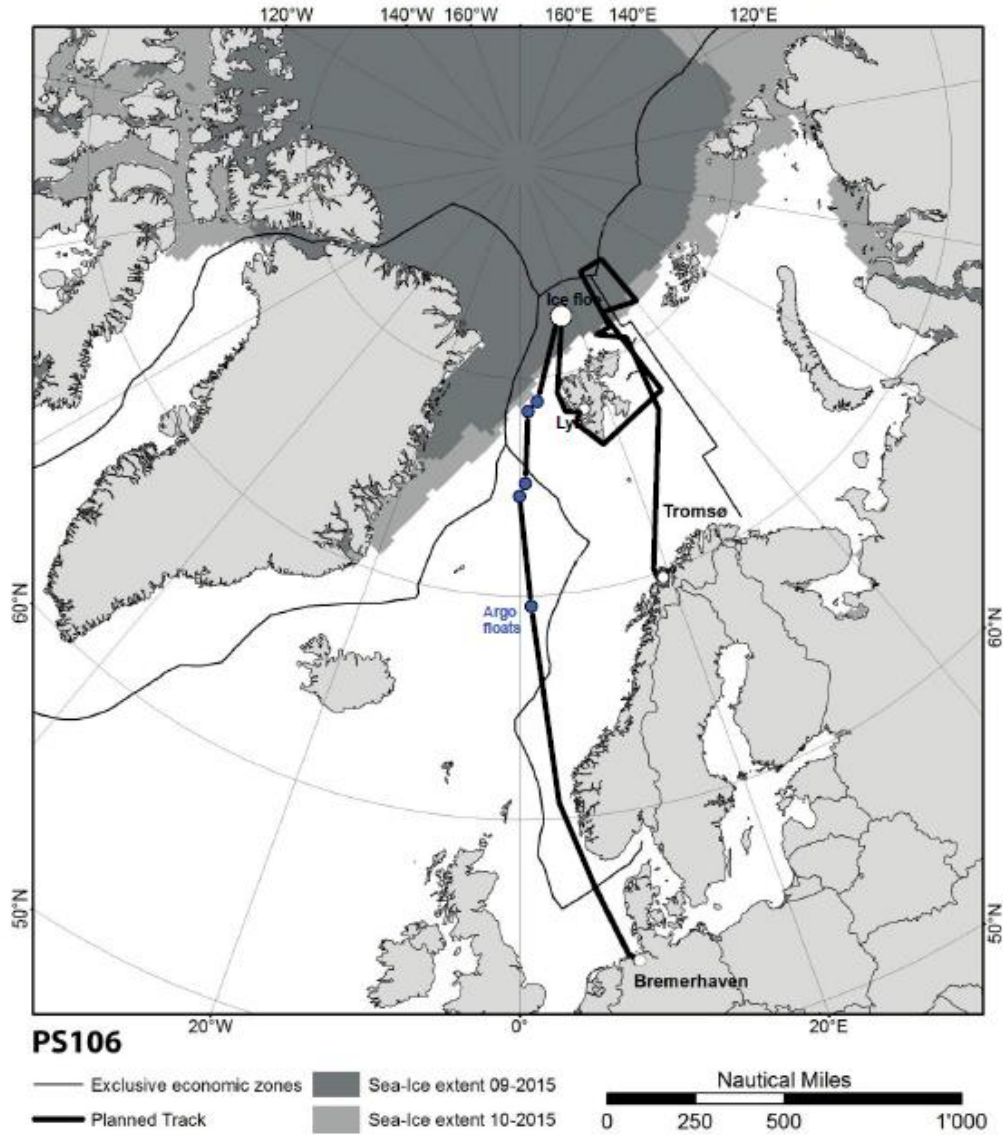 120°W 140°W 160°W 160°E 140°E 120°E
Ice floe
Tromsø
Argo
floats
60°N
60°N
50°N
50°N
Bremerhaven
20°W 0° 20°E
PS106
Exclusive economic zones
Sea-Ice extent 09-2015
Nautical Miles
Planned Track
Sea-Ice extent 10-2015
0 250 500 1'000